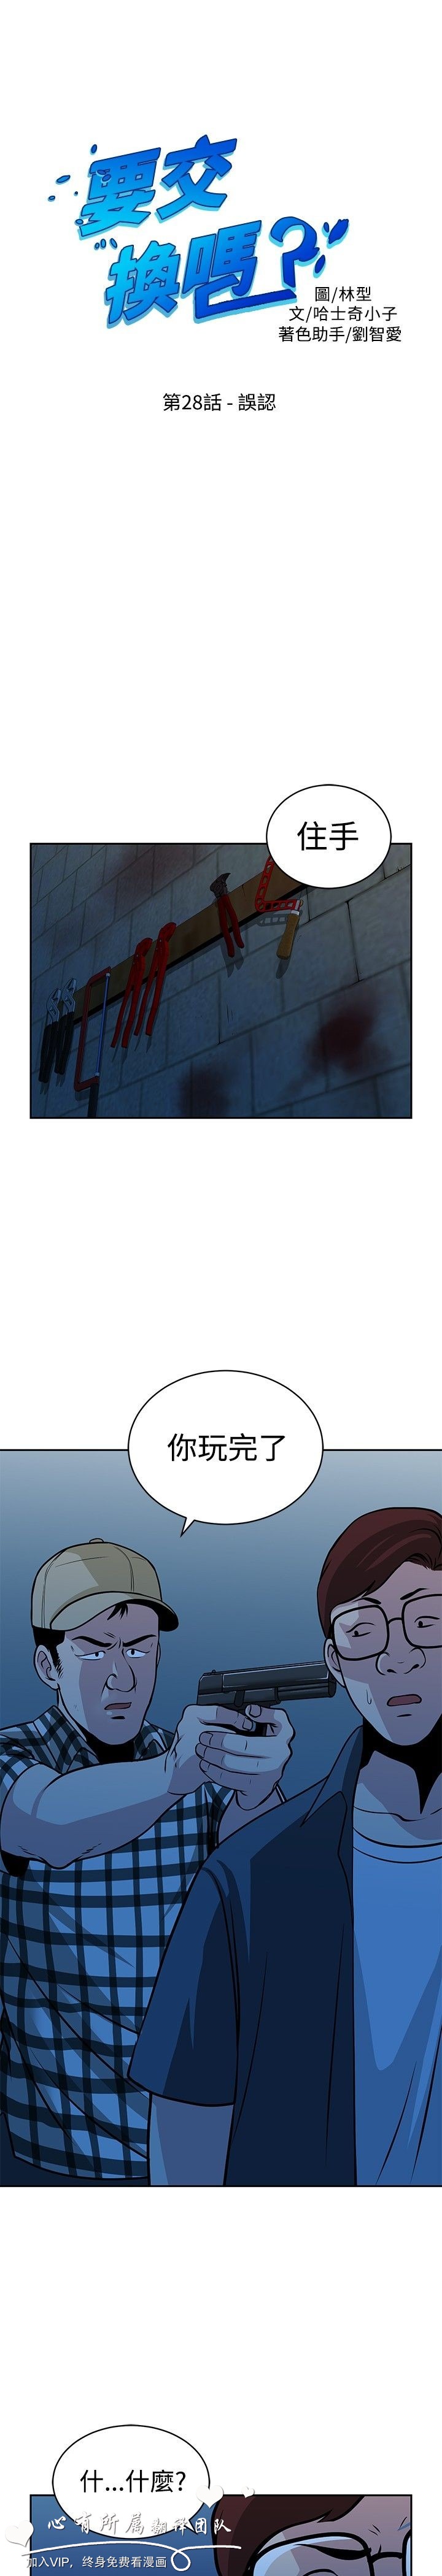 要交
換嗎?
圖/林型
文/哈士奇小子
著色助手/劉智愛
第28話 - 誤認
住手
你玩完了
什...什麼?
心有所属翻译团队
加入VIP，终身免费看漫画